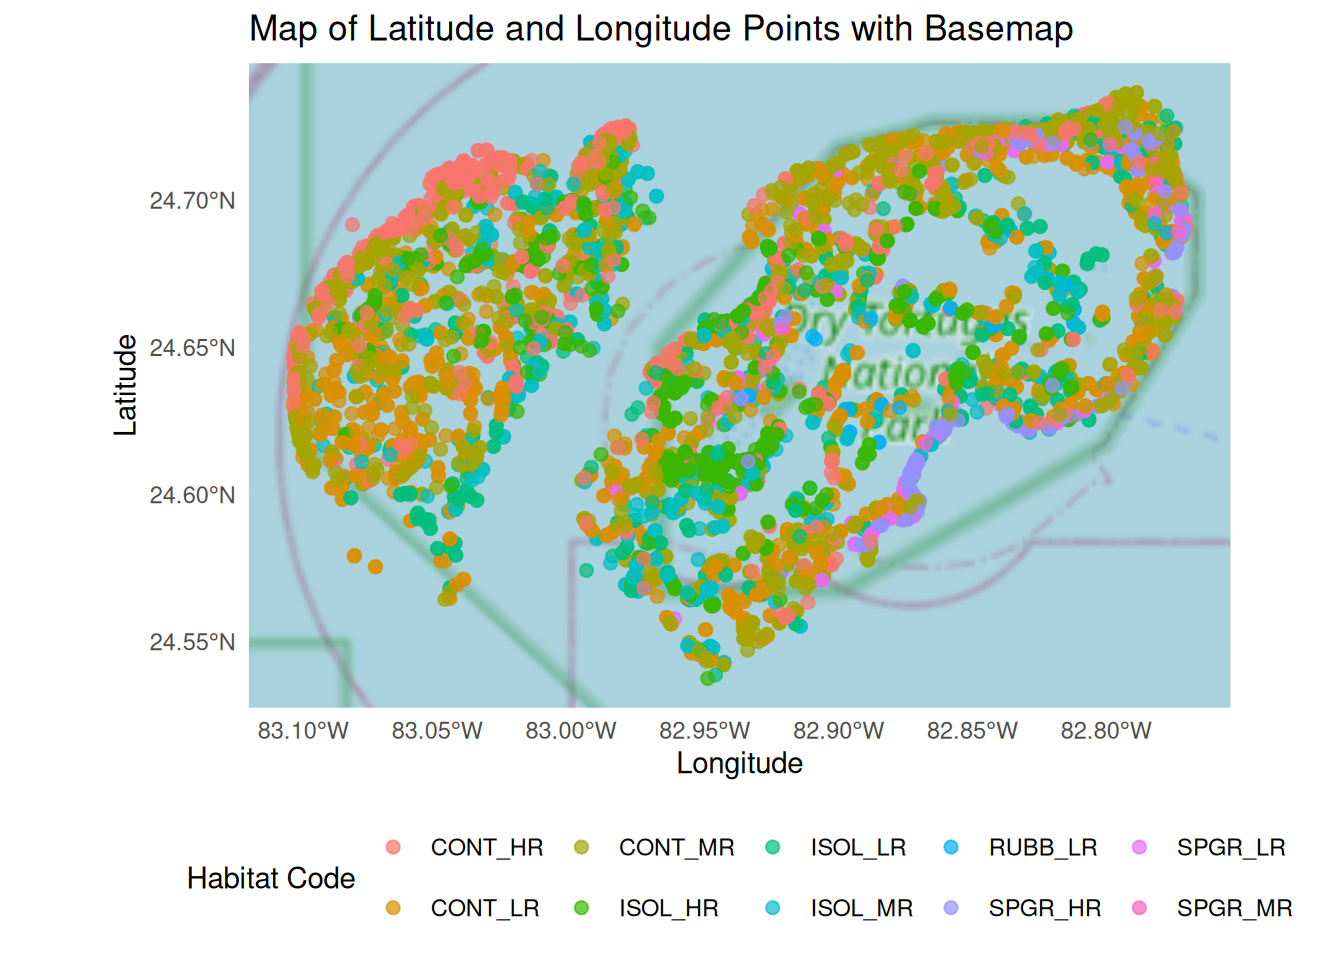 Map of Latitude and Longitude Points with Basemap
24.70°N
24.65°N
24.60°N
24.55°N
Latitude
Dry Tortugas
National
Park
83.10°W 83.05°W 83.00°W 82.95°W 82.90°W 82.85°W 82.80°W
Longitude
Habitat Code
CONT_HR CONT_MR ISOL_LR RUBB_LR SPGR_LR
CONT_LR ISOL_HR ISOL_MR SPGR_HR SPGR_MR